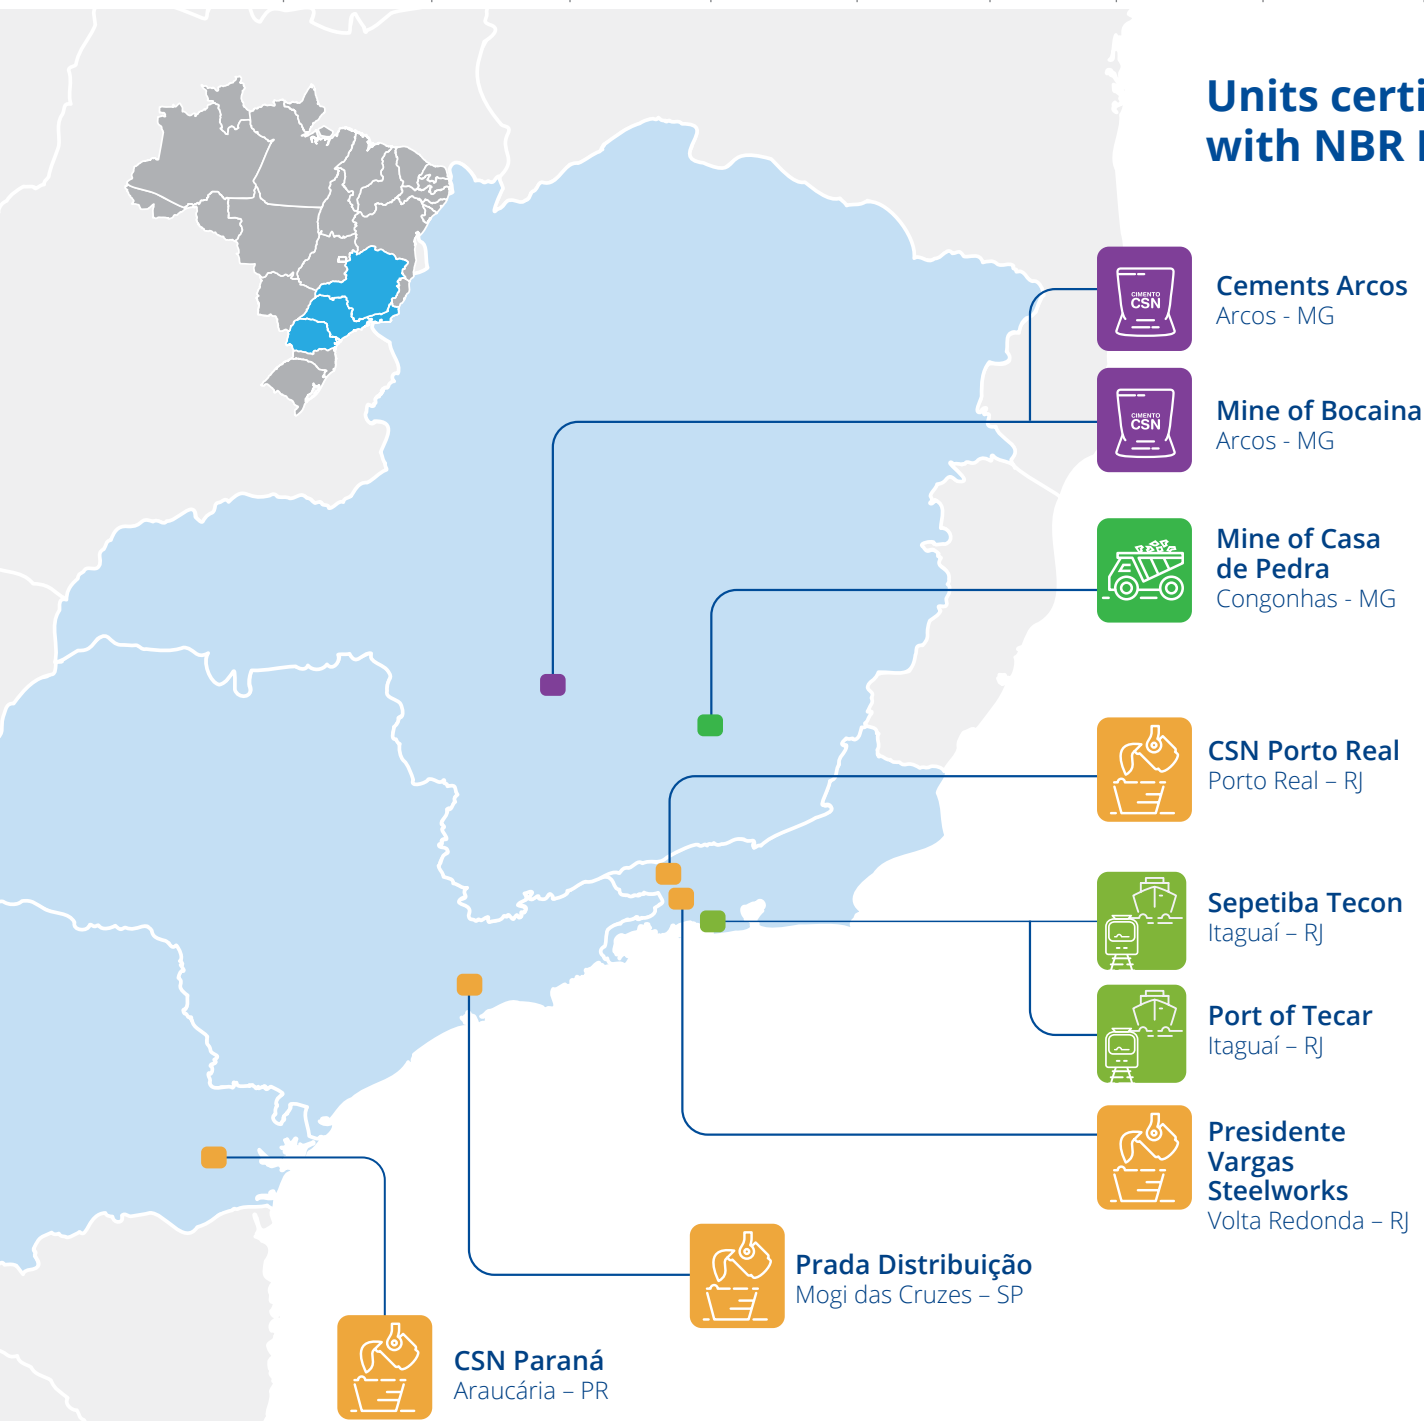 Units certi
with NBR
CIMENTO
CSN
Cements Arcos
Arcos - MG
CIMENTO
CSN
Mine of Bocaina
Arcos - MG
Mine of Casa
de Pedra
Congonhas - MG
CSN Porto Real
Porto Real – RJ
Sepetiba Tecon
Itaguaí – RJ
Port of Tecar
Itaguaí – RJ
Presidente
Vargas
Steelworks
Volta Redonda – RJ
Prada Distribuição
Mogi das Cruzes – SP
CSN Paraná
Araucária – PR